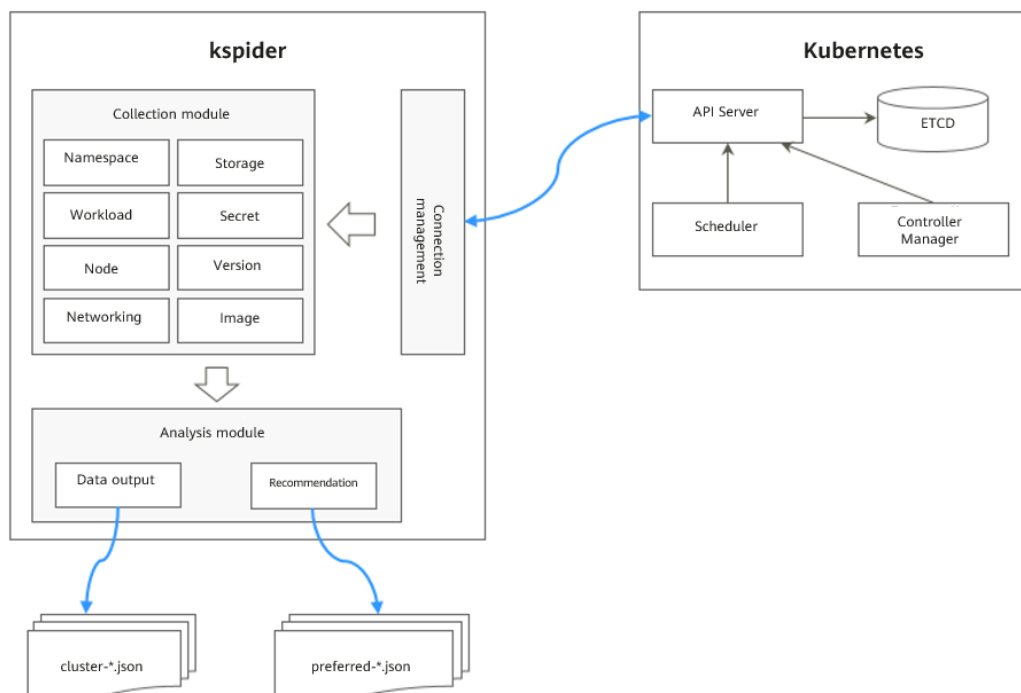 kspider
Collection module
Namespace
Storage
Workload
Secret
Node
Version
Networking
Image
Connection
management
Analysis module
Data output
Recommendation
cluster-*.json
preferred-*.json
Kubernetes
API Server
ETCD
Scheduler
Controller
Manager